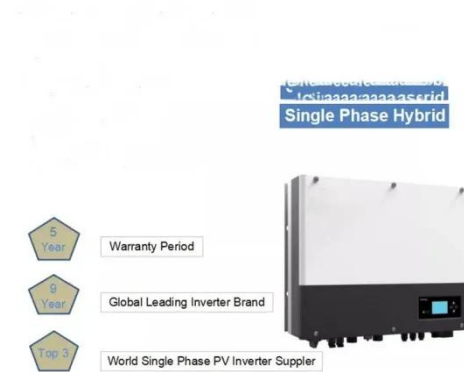 Single Phase Hybrid
5
Year
Warranty Period
9
Year
Global Leading Inverter Brand
Top 3
World Single Phase PV Inverter Suppler